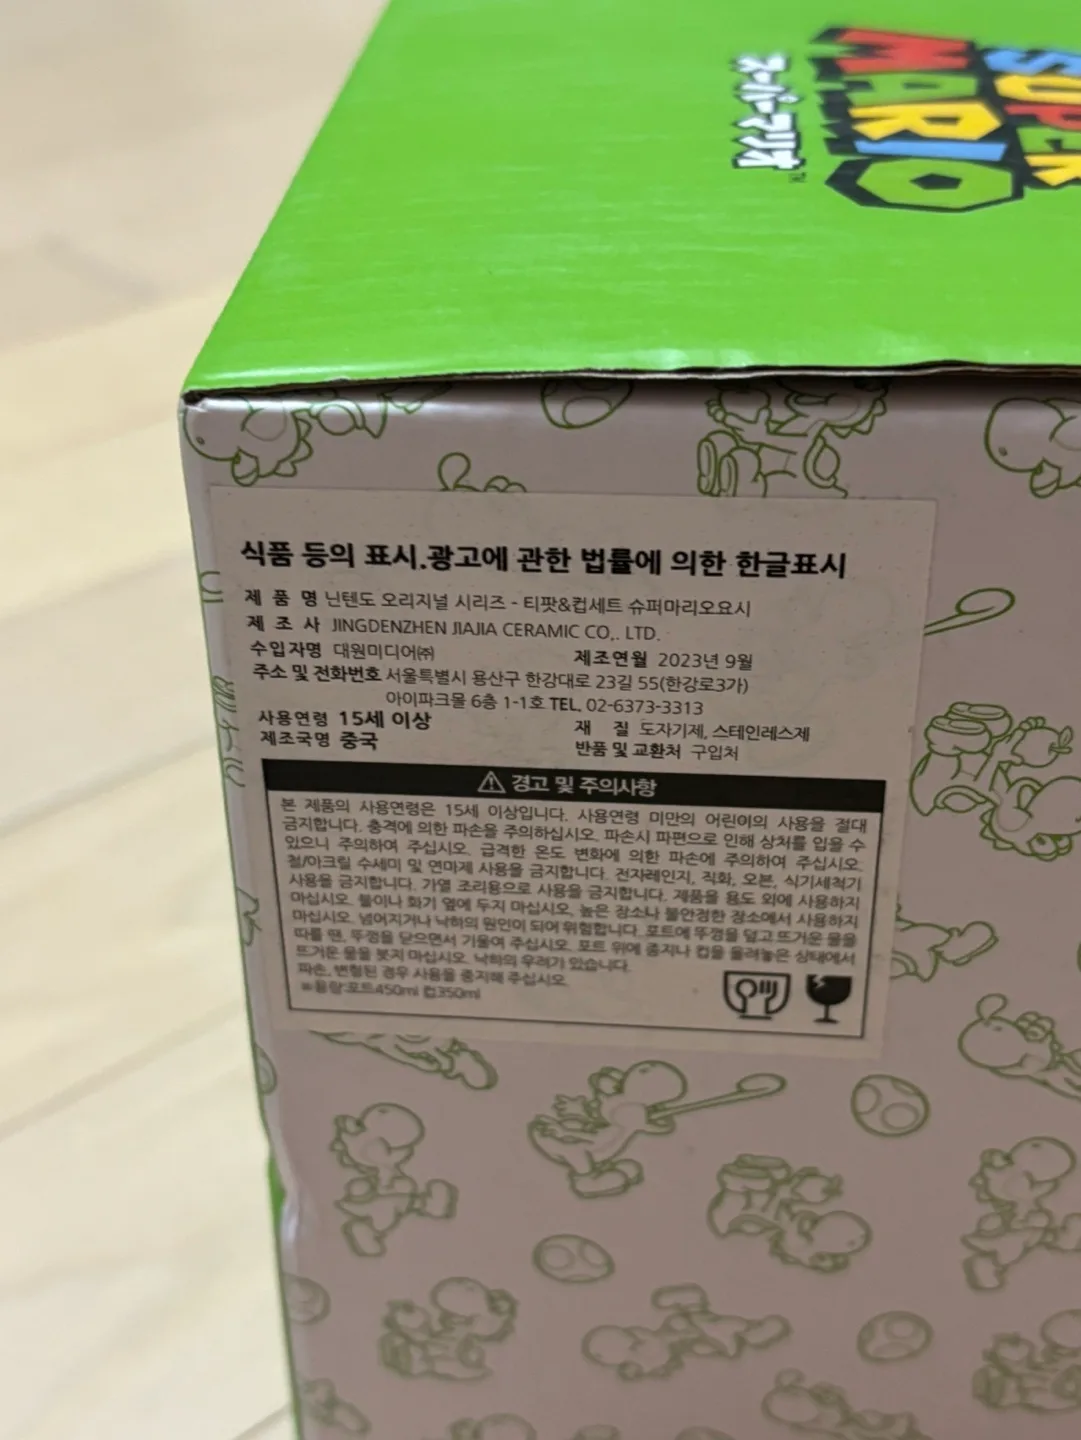 SUPER
MARIO
スーパーマリオ
TM
식품 등의 표시.광고에 관한 법률에 의한 한글표시
제 품 명 닌텐도 오리지널 시리즈 - 티팟&컵세트 슈퍼마리오요시
제 조 사 JINGDENZHEN JIAJIA CERAMIC CO,. LTD.
수입자명 대원미디어㈜ 제조연월 2023년 9월
주소 및 전화번호 서울특별시 용산구 한강대로 23길 55(한강로3가)
아이파크몰 6층 1-1호 TEL. 02-6373-3313
사용연령 15세 이상 재 질 도자기제, 스테인레스제
제조국명 중국 반품 및 교환처 구입처
경고 및 주의사항
본 제품의 사용연령은 15세 이상입니다. 사용연령 미만의 어린이의 사용을 절대
금지합니다. 충격에 의한 파손을 주의하십시오. 파손시 파편으로 인해 상처를 입을 수
있으니 주의하여 주십시오. 급격한 온도 변화에 의한 파손에 주의하여 주십시오.
철/아크릴 수세미 및 연마제 사용을 금지합니다. 전자레인지, 직화, 오븐, 식기세척기
사용을 금지합니다. 가열 조리용으로 사용을 금지합니다. 제품을 용도 외에 사용하지
마십시오. 불이나 화기 옆에 두지 마십시오. 높은 장소나 불안정한 장소에서 사용하지
마십시오. 넘어지거나 낙하의 원인이 되어 위험합니다. 포트에 뚜껑을 덮고 뜨거운 물을
따를 땐, 뚜껑을 닫으면서 기울여 주십시오. 포트 위에 종지나 컵을 올려놓은 상태에서
뜨거운 물을 붓지 마십시오. 낙하의 우려가 있습니다.
파손, 변형된 경우 사용을 중지해 주십시오.
※용량:포트450ml 컵350ml